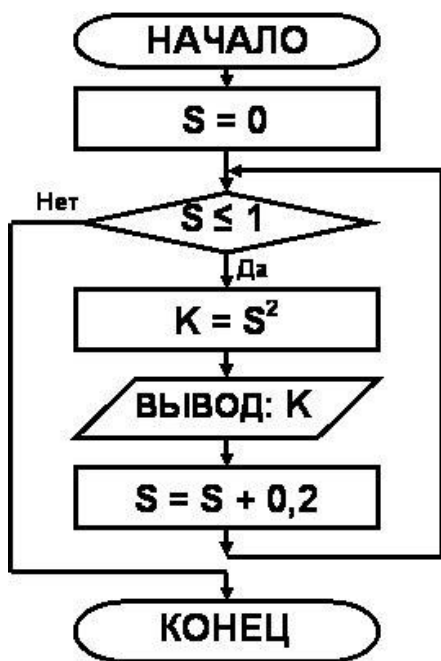 НАЧАЛО
S = 0
Нет
S ≤ 1
Да
K = S²
ВЫВОД: K
S = S + 0,2
КОНЕЦ